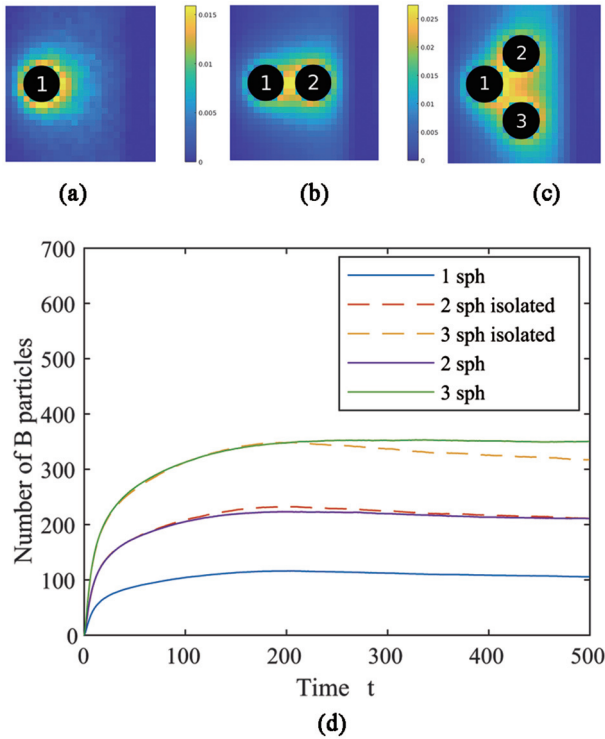 1
0.015
0.01
0.005
0
1 2
0.025
0.02
0.015
0.01
0.005
0
2
1
3
(a)
(b)
(c)
700
600
500
400
300
200
100
0
Number of B particles
1 sph
2 sph isolated
3 sph isolated
2 sph
3 sph
0 100 200 300 400 500
Time t
(d)